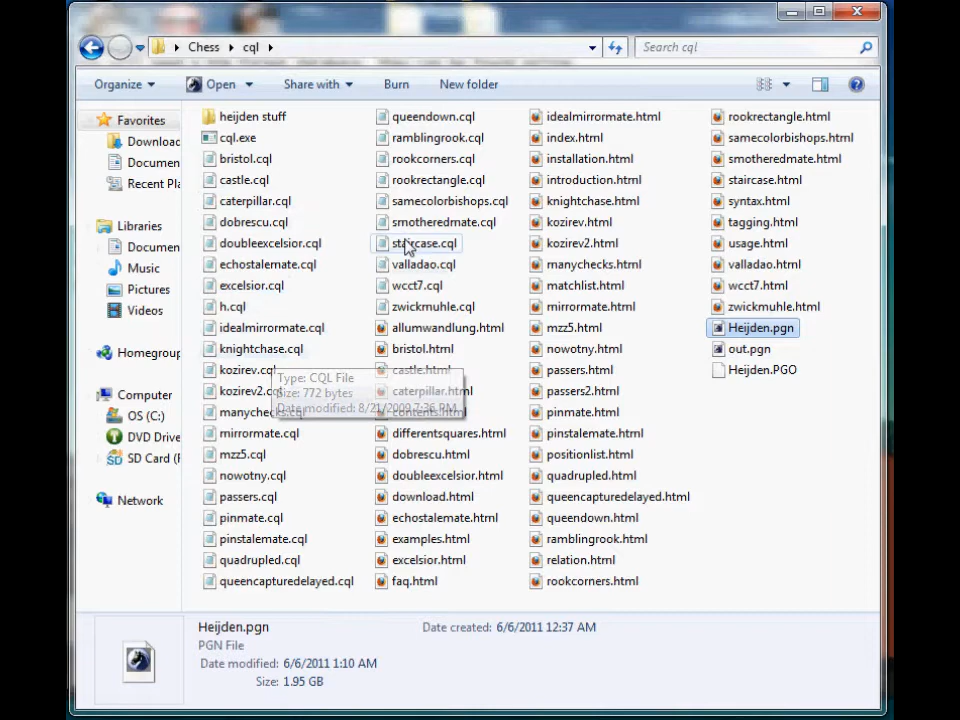 Chess
cql
Search cql
Organize
Open
Share with
Burn
New folder
Favorites
Downloac
Documen
Recent Pla
Libraries
Documen
Music
Pictures
Videos
Homegroup
Computer
OS (C:)
DVD Drive
SD Card (F
Network
heijden stuff
cql.exe
bristol.cql
castle.cql
caterpillar.cql
dobrescu.cql
doubleexcelsior.cql
echostalemate.cql
excelsior.cql
h.cql
idealmirrormate.cql
knightchase.cql
kozirev.cql
kozirev2.cql
manychecks.cql
mirrormate.cql
mzz5.cql
nowotny.cql
passers.cql
pinmate.cql
pinstalemate.cql
quadrupled.cql
queencapturedelayed.cql
Type: CQL File
Size: 772 bytes
Date modified: 8/21/2009 7:36 PM
queendown.cql
ramblingrook.cql
rookcorners.cql
rookrectangle.cql
samecolorbishops.cql
smotheredmate.cql
staircase.cql
valladao.cql
wcct7.cql
zwickmuhle.cql
allumwandlung.html
bristol.html
castle.html
caterpillar.html
contents.html
differentsquares.html
dobrescu.html
doubleexcelsior.html
download.html
echostalemate.html
examples.html
excelsior.html
faq.html
idealmirrormate.html
index.html
installation.html
introduction.html
knightchase.html
kozirev.html
kozirev2.html
manychecks.html
matchlist.html
mirrormate.html
mzz5.html
nowotny.html
passers.html
passers2.html
pinmate.html
pinstalemate.html
positionlist.html
quadrupled.html
queencapturedelayed.html
queendown.html
ramblingrook.html
relation.html
rookcorners.html
rookrectangle.html
samecolorbishops.html
smotheredmate.html
staircase.html
syntax.html
tagging.html
usage.html
valladao.html
wcct7.html
zwickmuhle.html
Heijden.pgn
out.pgn
Heijden.PGO
Heijden.pgn
Date created: 6/6/2011 12:37 AM
PGN File
Date modified: 6/6/2011 1:10 AM
Size: 1.95 GB